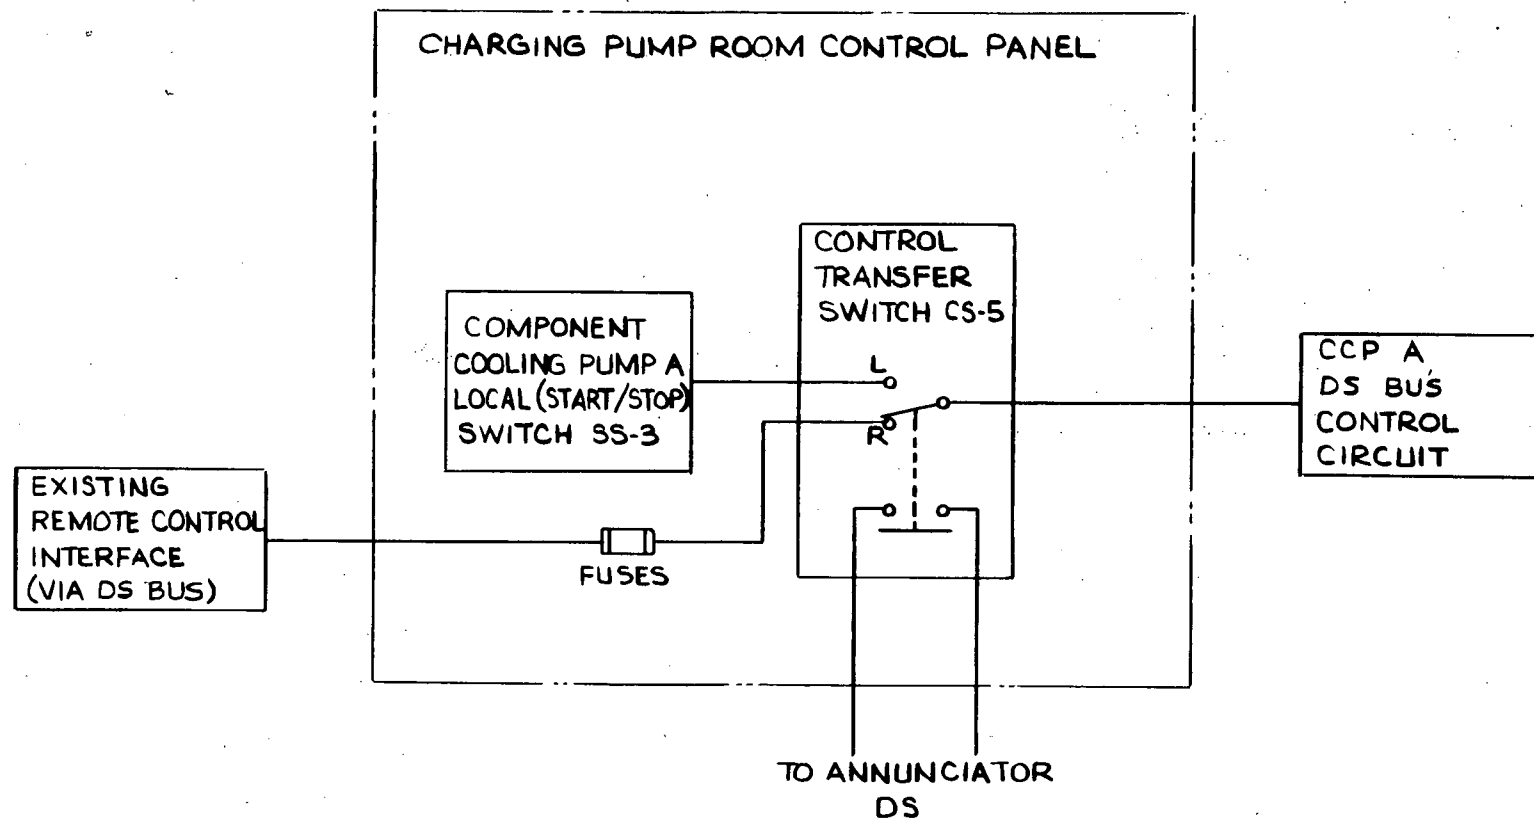 CHARGING PUMP ROOM CONTROL PANEL
CONTROL
TRANSFER
SWITCH CS-5
COMPONENT
COOLING PUMP A
LOCAL (START/STOP)
SWITCH SS-3
L
R
CCP A
DS BUS
CONTROL
CIRCUIT
EXISTING
REMOTE CONTROL
INTERFACE
(VIA DS BUS)
FUSES
TO ANNUNCIATOR
DS